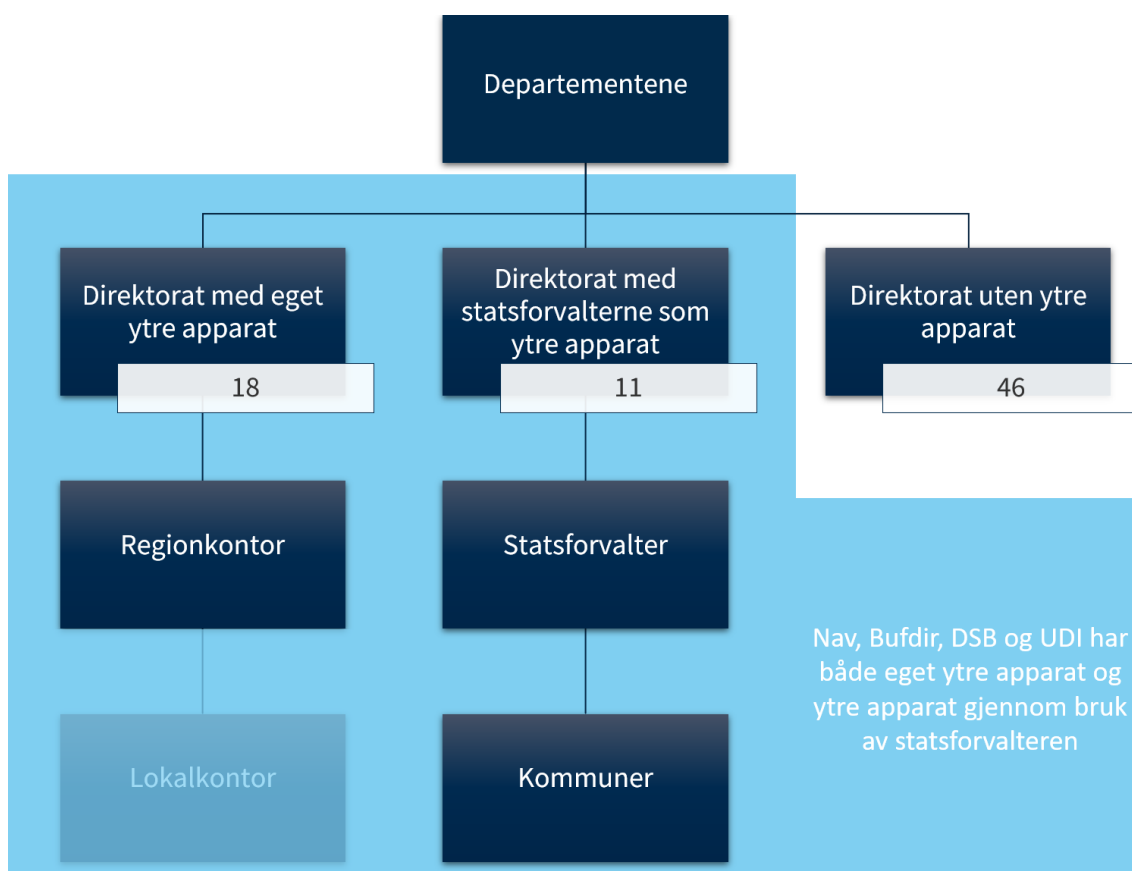 Departementene
Direktorat med eget
ytre apparat
18
Direktorat med
statsforvalterne som
ytre apparat
11
Direktorat uten ytre
apparat
46
Regionkontor
Statsforvalter
Lokalkontor
Kommuner
Nav, Bufdir, DSB og UDI har
både eget ytre apparat og
ytre apparat gjennom bruk
av statsforvalteren